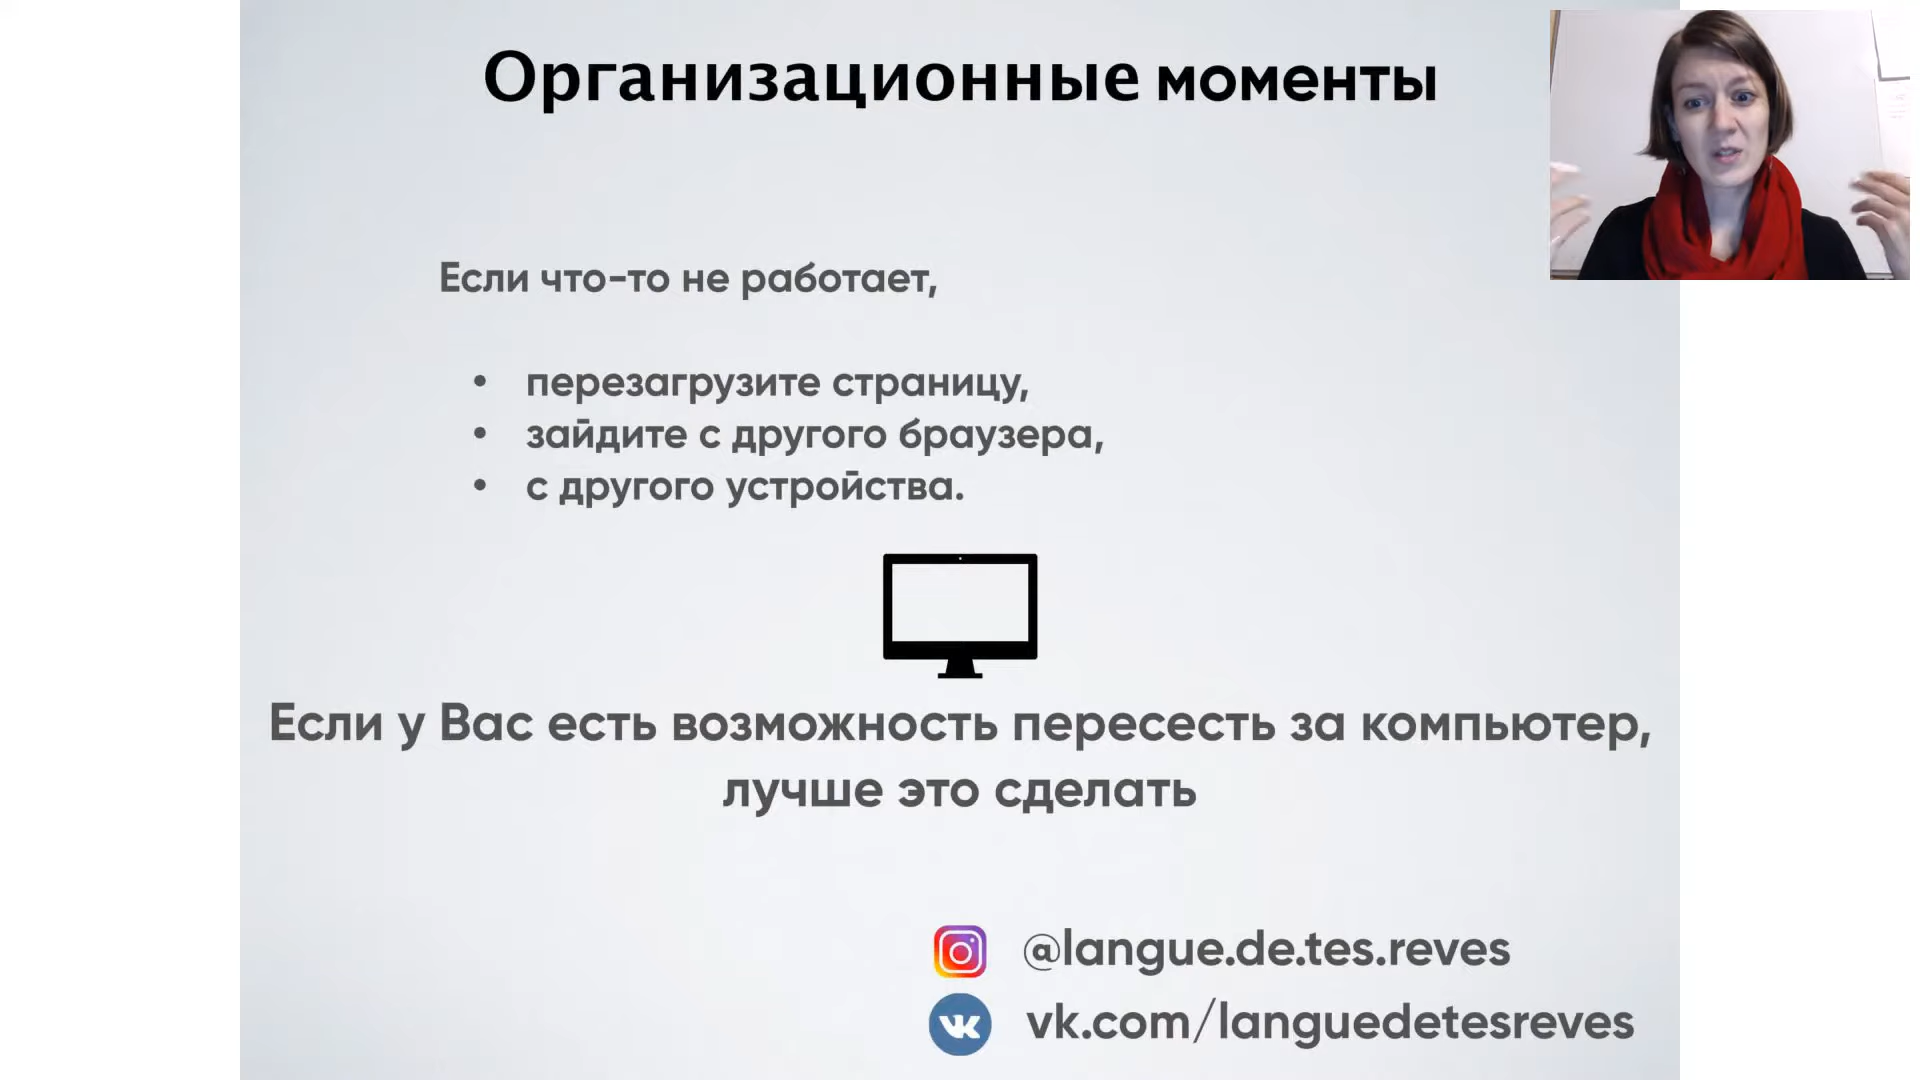 Организационные моменты
Если что-то не работает,
• перезагрузите страницу,
• зайдите с другого браузера,
• с другого устройства.
Если у Вас есть возможность пересесть за компьютер,
лучше это сделать
@langue.de.tes.reves
vk.com/languedetesreves